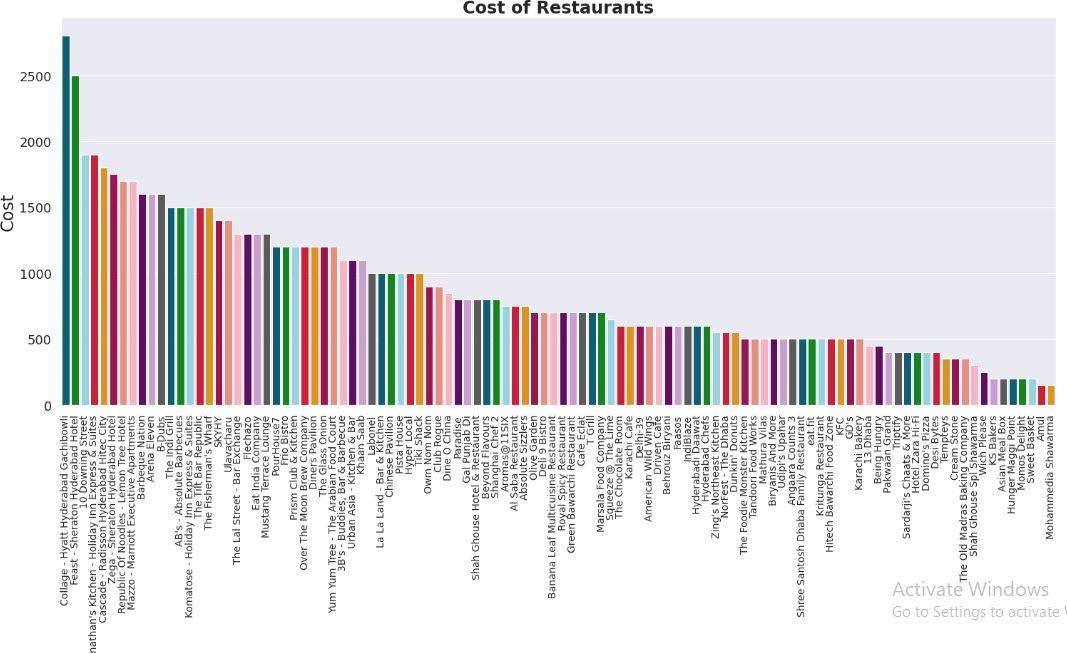 Cost of Restaurants
Cost
2500
2000
1500
1000
500
0
Collage - Hyatt Hyderabad Gachibowli
Feast - Sheraton Hyderabad Hotel
10 Downing Street
nathan's Kitchen - Holiday Inn Express & Suites
Cascade - Radisson Hyderabad Hitec City
Zega - Sheraton Hyderabad Hotel
Republic Of Noodles - Lemon Tree Hotel
Mazzo - Marriott Executive Apartments
Barbeque Nation
Arena Eleven
B-Dubs
The Indi Grill
AB's - Absolute Barbecues
Komatose - Holiday Inn Express & Suites
The Tilt Bar Republic
The Fisherman's Wharf
SKYHY
Ulavacharu
The Lal Street - Bar Exchange
Flechazo
Eat India Company
Mustang Terrace Lounge
PourHouse7
Frio Bistro
Prism Club & Kitchen
Over The Moon Brew Company
Diners Pavilion
The Glass Onion
Yum Yum Tree - The Arabian Food Court
3B's - Buddies, Bar & Barbecue
Urban Asia - Kitchen & Bar
Khaan Saab
Labonel
La La Land - Bar & Kitchen
Chinese Pavilion
Pista House
Hyper Local
Tiki Shack
Owm Nom Nom
Club Rogue
Dine O China
Paradise
Gal Punjab Di
Shah Ghouse Hotel & Restaurant
Beyond Flavours
Shanghai Chef 2
Aromas@11SIX
Al Saba Restaurant
Absolute Sizzlers
Olive Garden
Deli 9 Bistro
Banana Leaf Multicuisine Restaurant
Royal Spicy Restaurant
Green Bawarchi Restaurant
Cafe Eclat
T Grill
Marsala Food Company
Squeeze @ The Lime
The Chocolate Room
Karachi Cafe
Delhi-39
American Wild Wings
Driven Cafe
Behrouz Biryani
Faasos
InBlaze
Hyderabadi Daawat
Hyderabad Chefs
Zing's Northeast Kitchen
NorFest - The Dhaba
Dunkin' Donuts
The Foodie Monster Kitchen
Tandoori Food Works
Mathura Vilas
Biryanis And More
Udipi's Upahar
Angaara Counts 3
Shree Santosh Dhaba Family Restaurant
eat.fit
Kritunga Restaurant
Hitech Bawarchi Food Zone
KFC
GD's
Karachi Bakery
13 Dhaba
Being Hungry
Pakwaan Grand
Triptify
Sardarji's Chaats & More
Hotel Zara Hi-Fi
Domino's Pizza
Desi Bytes
Tempteys
Cream Stone
The Old Madras Baking Company
Shah Ghouse Spl Shawarma
Wich Please
KS Bakers
Asian Meal Box
Hunger Maggi Point
Momos Delight
Sweet Basket
Amul
Mohammedia Shawarma
Activate Windows
Go to Settings to activate